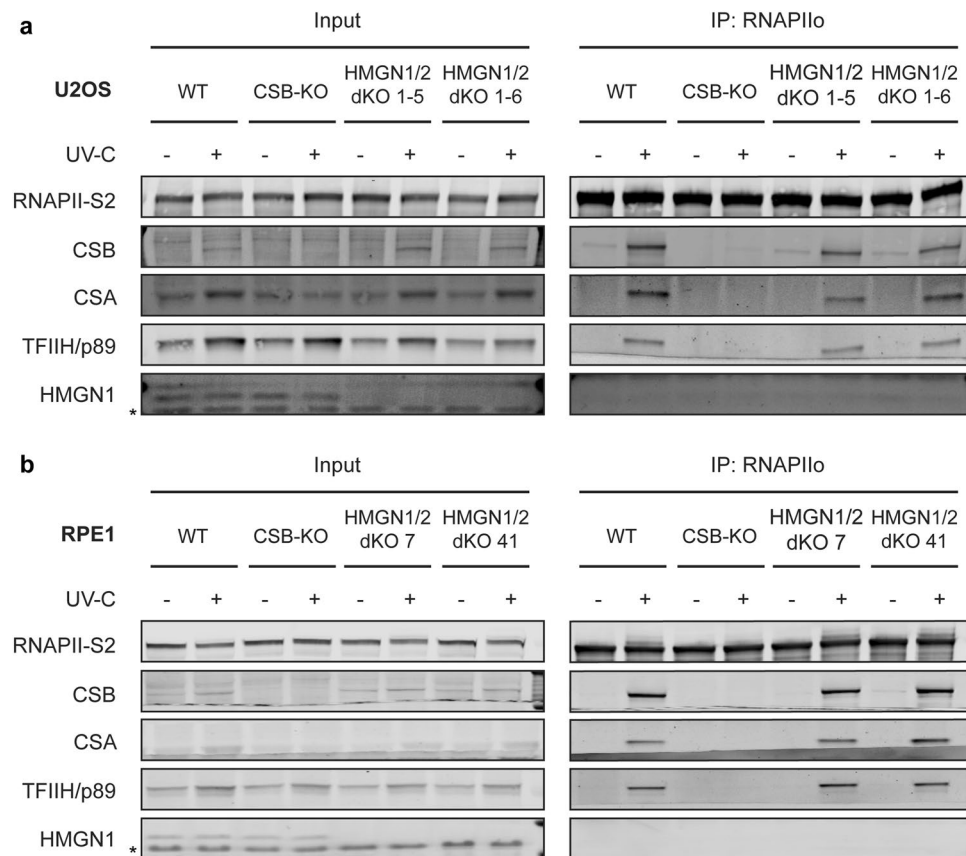 a
Input
IP: RNAPIIo
U2OS
WT
CSB-KO
HMGN1/2 dKO 1-5
HMGN1/2 dKO 1-6
WT
CSB-KO
HMGN1/2 dKO 1-5
HMGN1/2 dKO 1-6
UV-C - + - + - + - + - + - + - + - +
RNAPII-S2
CSB
CSA
TFIIH/p89
HMGN1
*
b
Input
IP: RNAPIIo
RPE1
WT
CSB-KO
HMGN1/2 dKO 7
HMGN1/2 dKO 41
WT
CSB-KO
HMGN1/2 dKO 7
HMGN1/2 dKO 41
UV-C - + - + - + - + - + - + - + - +
RNAPII-S2
CSB
CSA
TFIIH/p89
HMGN1
*